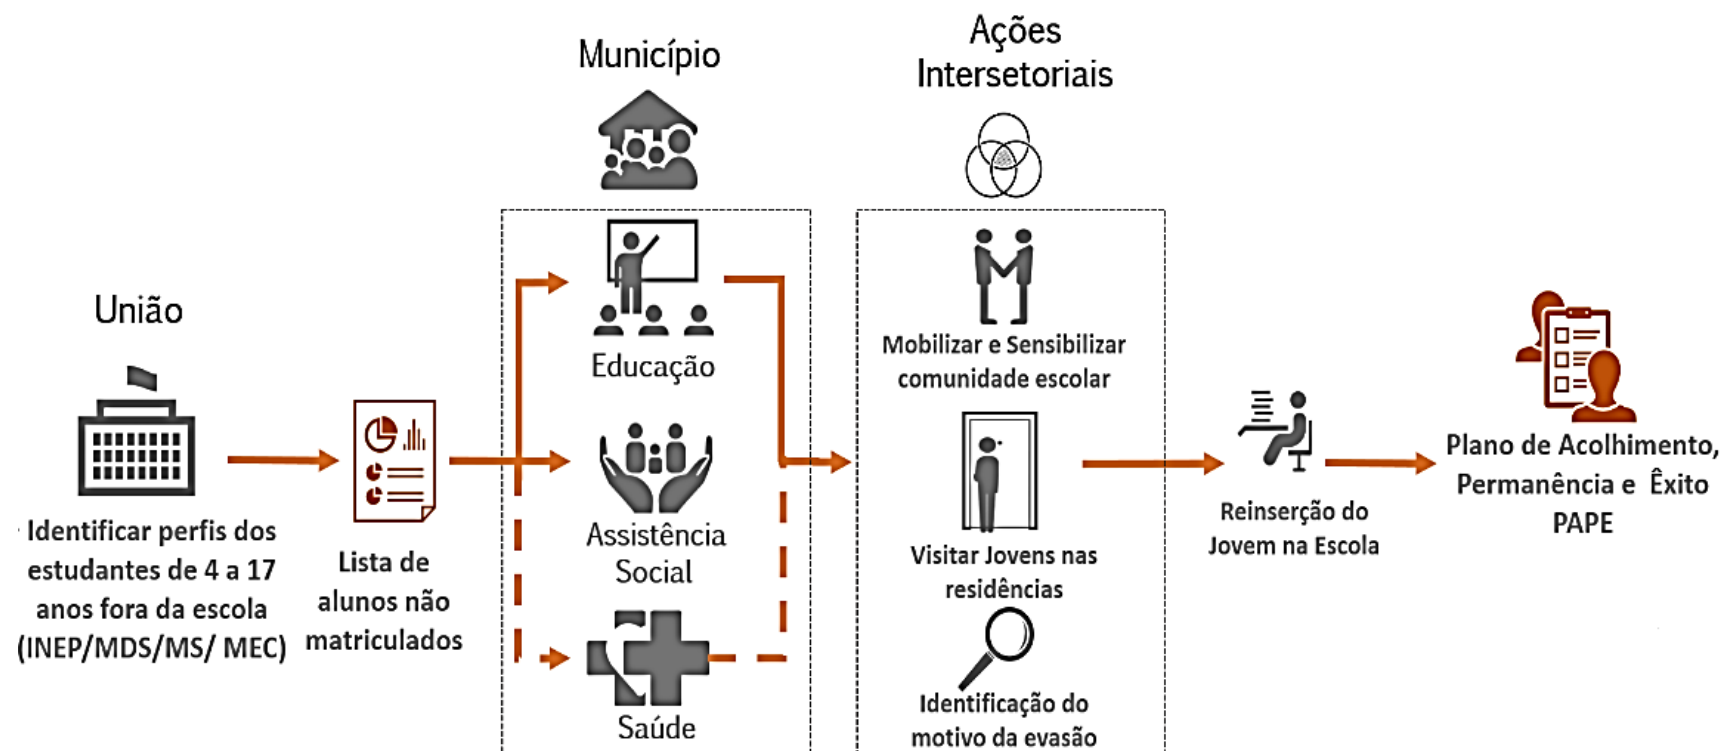 União
Identificar perfis dos
estudantes de 4 a 17
anos fora da escola
(INEP/MDS/MS/ MEC)
Lista de
alunos não
matriculados
Município
Educação
Assistência
Social
Saúde
Ações
Intersetoriais
Mobilizar e Sensibilizar
comunidade escolar
Visitar Jovens nas
residências
Identificação do
motivo da evasão
Reinserção do
Jovem na Escola
Plano de Acolhimento,
Permanência e Êxito
PAPE